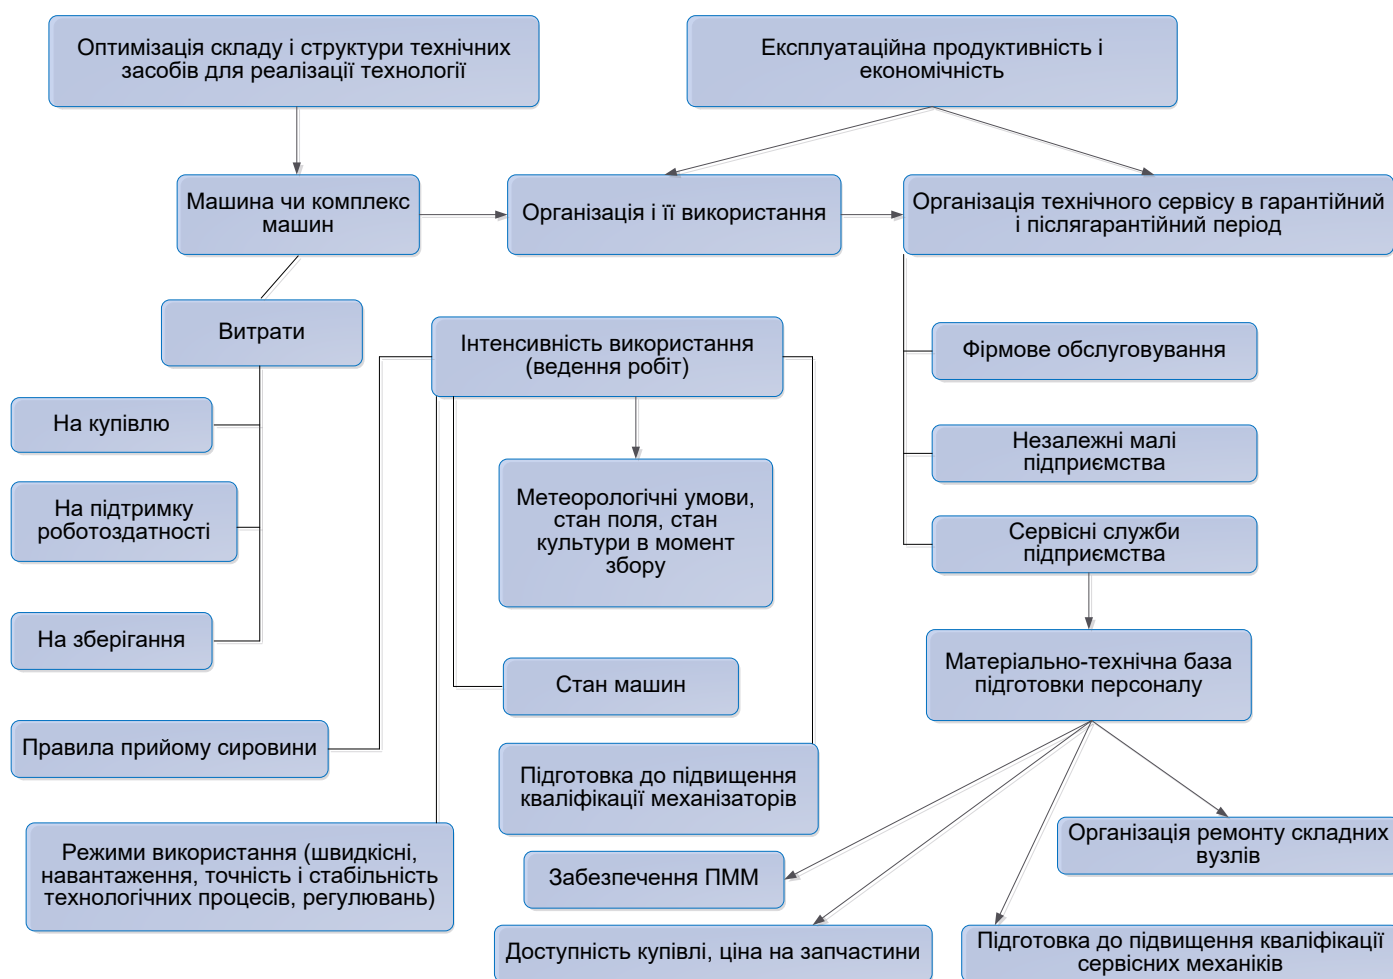 Оптимізація складу і структури технічних
засобів для реалізації технології
Експлуатаційна продуктивність і
економічність
Машина чи комплекс
машин
Організація і її використання
Організація технічного сервісу в гарантійний
і післягарантійний період
Витрати
Інтенсивність використання
(ведення робіт)
Фірмове обслуговування
На купівлю
Незалежні малі
підприємства
На підтримку
роботоздатності
Метеорологічні умови,
стан поля, стан
культури в момент
збору
Сервісні служби
підприємства
На зберігання
Матеріально-технічна база
підготовки персоналу
Стан машин
Правила прийому сировини
Підготовка до підвищення
кваліфікації механізаторів
Режими використання (швидкісні,
навантаження, точність і стабільність
технологічних процесів, регулювань)
Організація ремонту складних
вузлів
Забезпечення ПММ
Доступність купівлі, ціна на запчастини
Підготовка до підвищення кваліфікації
сервісних механіків